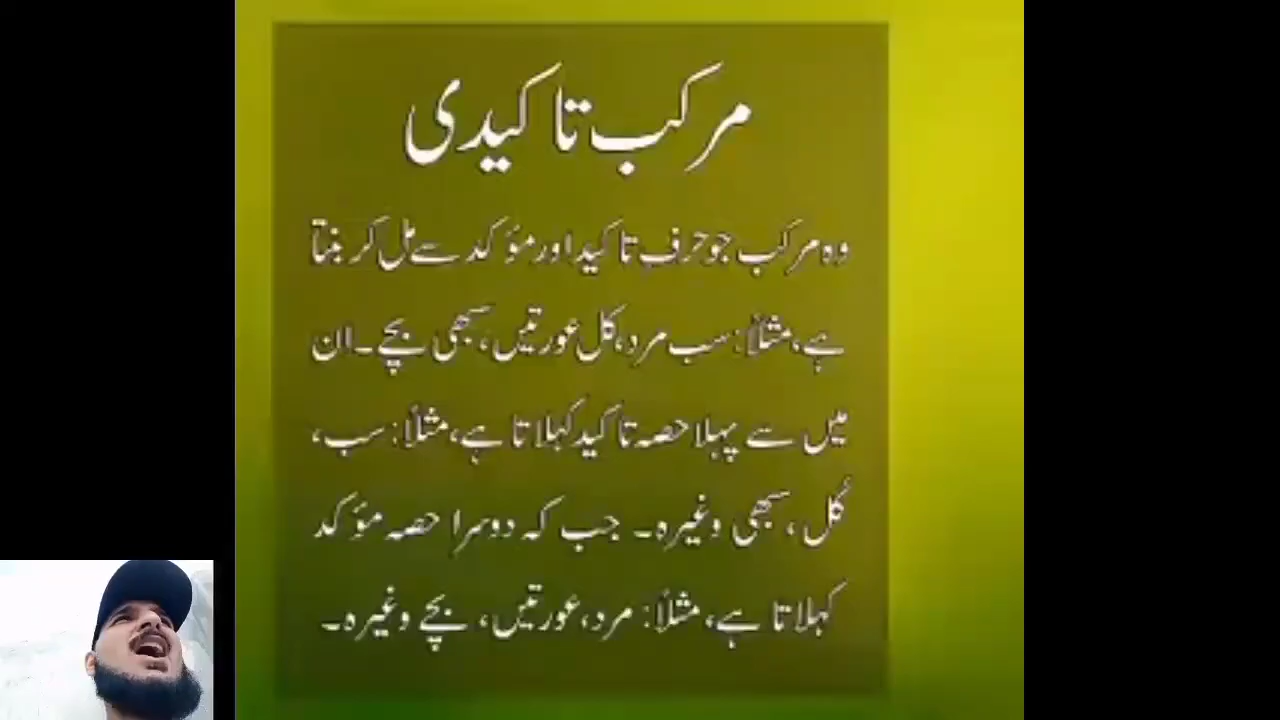 مرکب تاکیدی
وہ مرکب جو حرفِ تاکید اور مؤکد سے مل کر بنتا
ہے، مثلاً: سب مرد، کل عورتیں، سبھی بچے۔ ان
میں سے پہلا حصہ تاکید کہلاتا ہے، مثلاً: سب،
کُل، سبھی وغیرہ۔ جب کہ دوسرا حصہ مؤکد
کہلاتا ہے، مثلاً: مرد، عورتیں، بچے وغیرہ۔